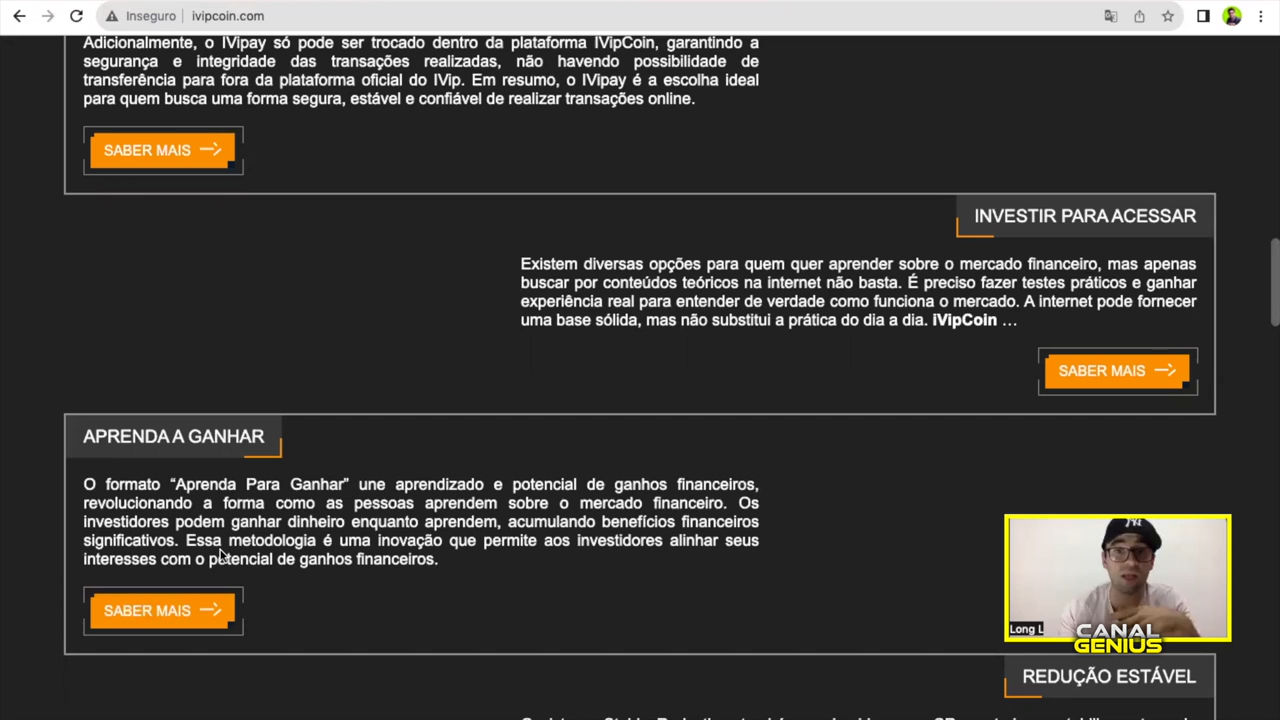 Inseguro
ivipcoin.com
Adicionalmente, o IVipay só pode ser trocado dentro da plataforma IVipCoin, garantindo a
segurança e integridade das transações realizadas, não havendo possibilidade de
transferência para fora da plataforma oficial do IVip. Em resumo, o IVipay é a escolha ideal
para quem busca uma forma segura, estável e confiável de realizar transações online.
SABER MAIS
INVESTIR PARA ACESSAR
Existem diversas opções para quem quer aprender sobre o mercado financeiro, mas apenas
buscar por conteúdos teóricos na internet não basta. É preciso fazer testes práticos e ganhar
experiência real para entender de verdade como funciona o mercado. A internet pode fornecer
uma base sólida, mas não substitui a prática do dia a dia. iVipCoin ...
SABER MAIS
APRENDA A GANHAR
O formato “Aprenda Para Ganhar” une aprendizado e potencial de ganhos financeiros,
revolucionando a forma como as pessoas aprendem sobre o mercado financeiro. Os
investidores podem ganhar dinheiro enquanto aprendem, acumulando benefícios financeiros
significativos. Essa metodologia é uma inovação que permite aos investidores alinhar seus
interesses com o potencial de ganhos financeiros.
SABER MAIS
Long L
CANAL
GENIUS
REDUÇÃO ESTÁVEL